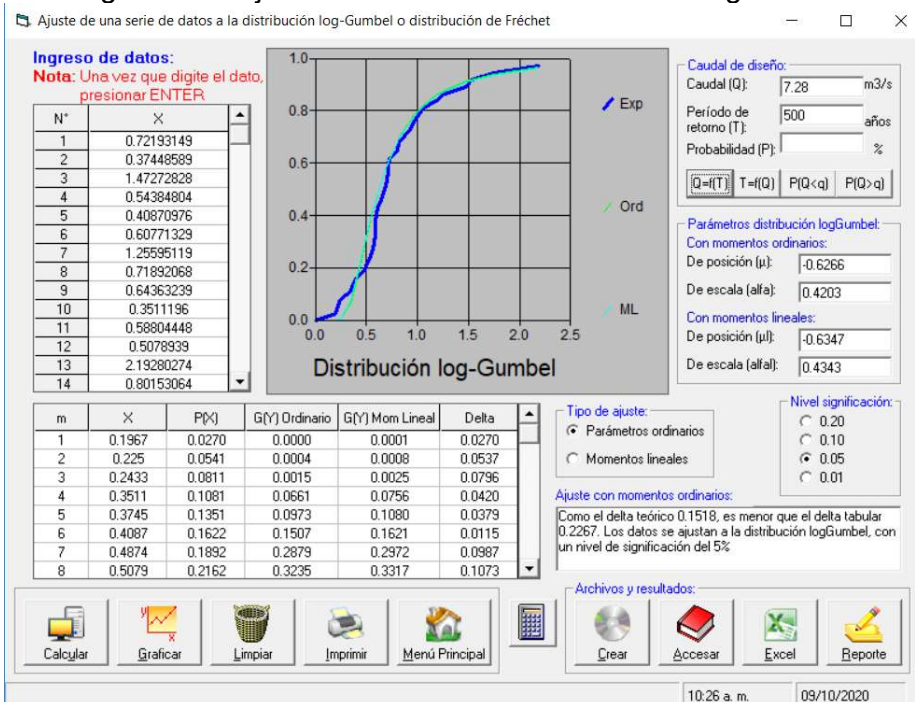 Ajuste de una serie de datos a la distribución log-Gumbel o distribución de Fréchet
Ingreso de datos:
Nota: Una vez que digite el dato,
presionar ENTER
N° X
1 0.72193149
2 0.37448589
3 1.47272828
4 0.54384804
5 0.40870976
6 0.60771329
7 1.25595119
8 0.71892068
9 0.64363239
10 0.3511196
11 0.58804448
12 0.5078939
13 2.19280274
14 0.80153064
1.0
0.8
0.6
0.4
0.2
0.0
0.0 0.5 1.0 1.5 2.0 2.5
Distribución log-Gumbel
Exp
Ord
ML
Caudal de diseño:
Caudal (Q): 7.28 m3/s
Período de
retorno (T): 500 años
Probabilidad (P): %
Q=f(T) T=f(Q) P(Q<q) P(Q>q)
Parámetros distribución logGumbel:
Con momentos ordinarios:
De posición (µ): -0.6266
De escala (alfa): 0.4203
Con momentos lineales:
De posición (µl): -0.6347
De escala (alfal): 0.4343
m X P(X) G(Y) Ordinario G(Y) Mom Lineal Delta
1 0.1967 0.0270 0.0000 0.0001 0.0270
2 0.225 0.0541 0.0004 0.0008 0.0537
3 0.2433 0.0811 0.0015 0.0025 0.0796
4 0.3511 0.1081 0.0661 0.0756 0.0420
5 0.3745 0.1351 0.0973 0.1080 0.0379
6 0.4087 0.1622 0.1507 0.1621 0.0115
7 0.4874 0.1892 0.2879 0.2972 0.0987
8 0.5079 0.2162 0.3235 0.3317 0.1073
Tipo de ajuste:
Parámetros ordinarios
Momentos lineales
Nivel significación:
0.20
0.10
0.05
0.01
Ajuste con momentos ordinarios:
Como el delta teórico 0.1518, es menor que el delta tabular
0.2267. Los datos se ajustan a la distribución logGumbel, con
un nivel de significación del 5%
Calcular Graficar Limpiar Imprimir Menú Principal
Archivos y resultados:
Crear Accesar Excel Reporte
10:26 a. m. 09/10/2020